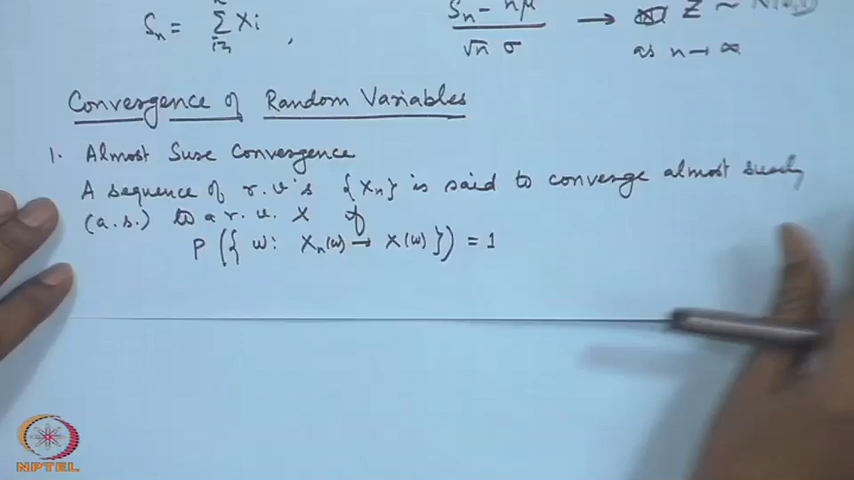 Sₙ = Σ Xᵢ ,
Sₙ - nμ / √n σ → Z ~
as n → ∞
Convergence of Random Variables
1. Almost Sure Convergence
A sequence of r.v's {Xn} is said to converge almost surely
(a.s.) to a r.v. X if
P ({ w: Xn(w) → X(w) }) = 1
NPTEL